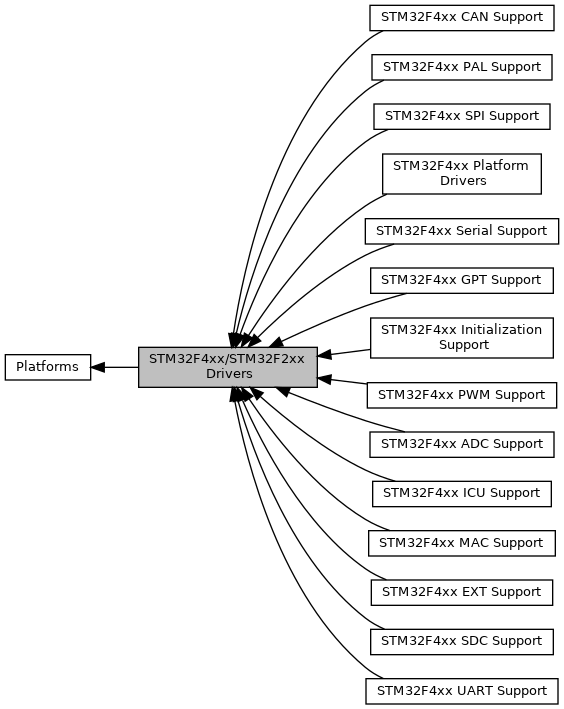 STM32F4xx CAN Support
STM32F4xx PAL Support
STM32F4xx SPI Support
STM32F4xx Platform
Drivers
STM32F4xx Serial Support
STM32F4xx GPT Support
STM32F4xx Initialization
Support
STM32F4xx/STM32F2xx
Drivers
Platforms
STM32F4xx PWM Support
STM32F4xx ADC Support
STM32F4xx ICU Support
STM32F4xx MAC Support
STM32F4xx EXT Support
STM32F4xx SDC Support
STM32F4xx UART Support